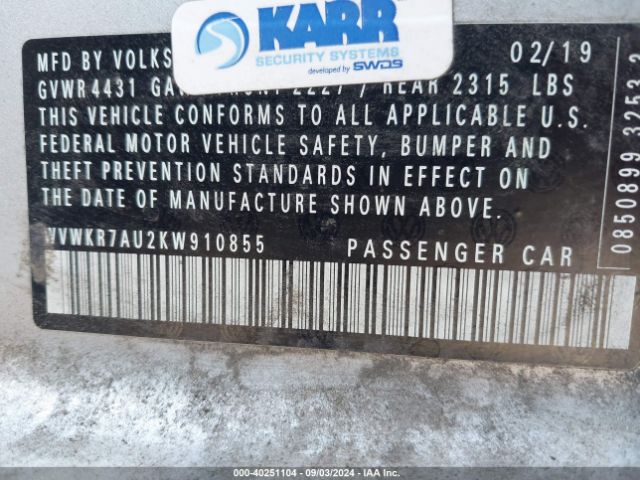 KARR
SECURITY SYSTEMS
developed by SWDS
MFD BY VOLKS 02/19
GVWR 4431 2227 / REAR 2315 LBS
THIS VEHICLE CONFORMS TO ALL APPLICABLE U.S.
FEDERAL MOTOR VEHICLE SAFETY, BUMPER AND
THEFT PREVENTION STANDARDS IN EFFECT ON
THE DATE OF MANUFACTURE SHOWN ABOVE.
WVWKR7AU2KW910855 PASSENGER CAR
0850899
000-40251104 - 09/03/2024 - IAA Inc.